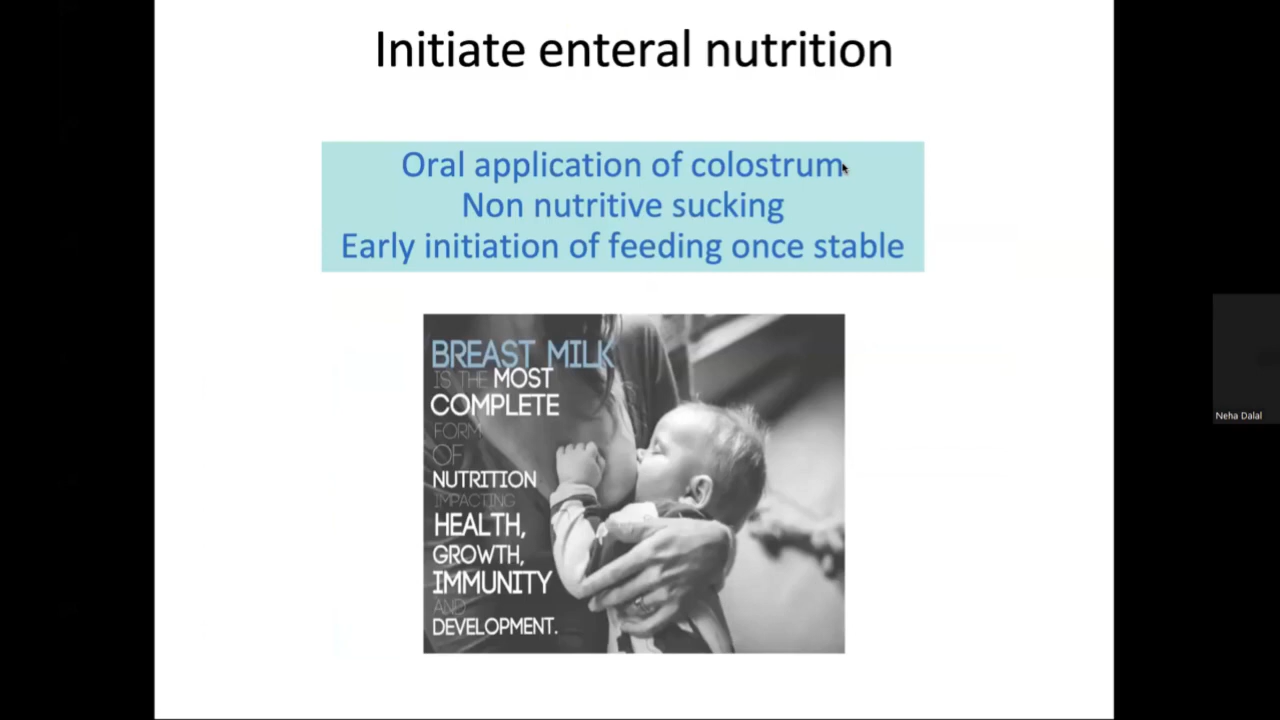 Initiate enteral nutrition
Oral application of colostrum
Non nutritive sucking
Early initiation of feeding once stable
BREAST MILK
IS THE MOST
COMPLETE
FORM
OF
NUTRITION
IMPACTING
HEALTH,
GROWTH,
IMMUNITY
AND
DEVELOPMENT.
Neha Dalal